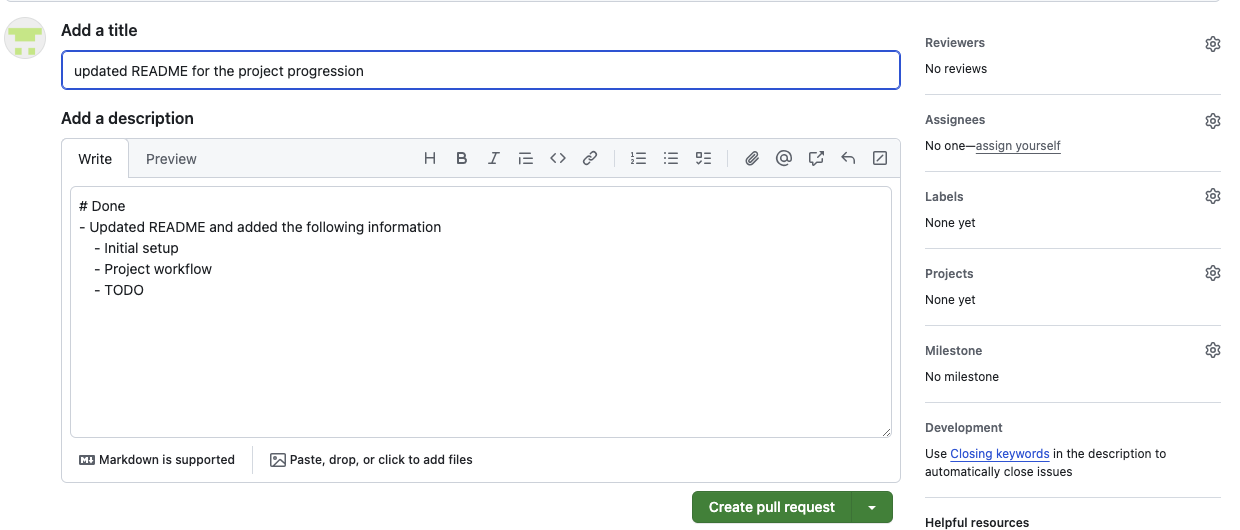 Add a title
updated README for the project progression
Add a description
Write
Preview
# Done
- Updated README and added the following information
- Initial setup
- Project workflow
- TODO
Markdown is supported
Paste, drop, or click to add files
Create pull request
Reviewers
No reviews
Assignees
No one—assign yourself
Labels
None yet
Projects
None yet
Milestone
No milestone
Development
Use Closing keywords in the description to
automatically close issues
Helpful resources